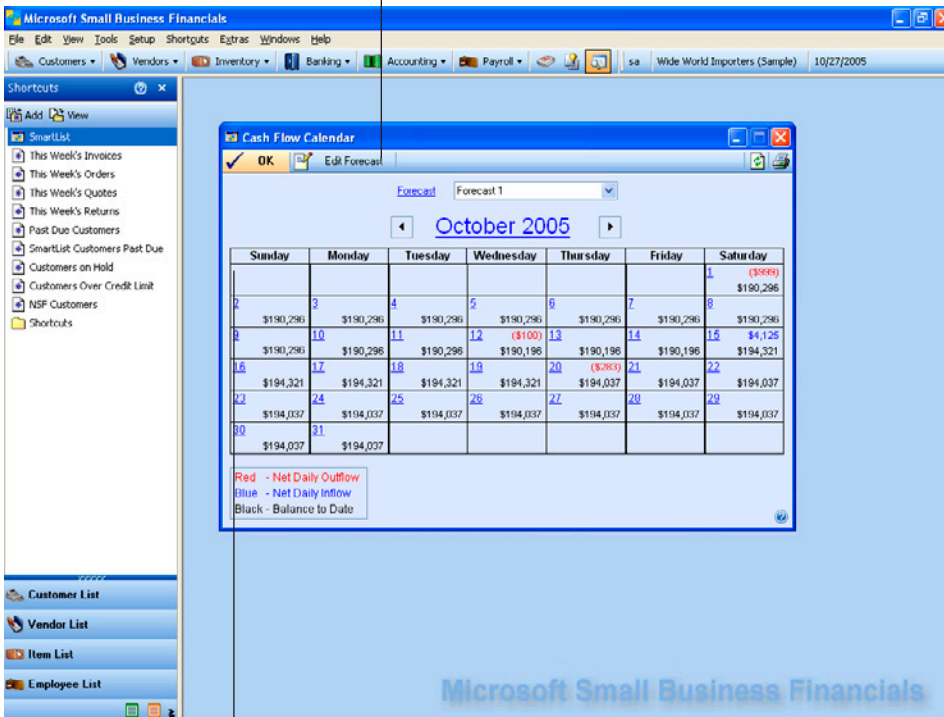 Microsoft Small Business Financials
File Edit View Tools Setup Shortcuts Extras Windows Help
Customers Vendors Inventory Banking Accounting Payroll sa Wide World Importers (Sample) 10/27/2005
Shortcuts
Add View
SmartList
This Week's Invoices
This Week's Orders
This Week's Quotes
This Week's Returns
Past Due Customers
SmartList Customers Past Due
Customers on Hold
Customers Over Credit Limit
NSF Customers
Shortcuts
Customer List
Vendor List
Item List
Employee List
Cash Flow Calendar
OK Edit Forecast
Forecast Forecast 1
October 2005
Sunday Monday Tuesday Wednesday Thursday Friday Saturday
1 ($999)
$190,296
2 3 4 5 6 7 8
$190,296 $190,296 $190,296 $190,296 $190,296 $190,296 $190,296
9 10 11 12 ($100) 13 14 15 $4,125
$190,296 $190,296 $190,296 $190,196 $190,196 $190,196 $194,321
16 17 18 19 20 ($283) 21 22
$194,321 $194,321 $194,321 $194,321 $194,037 $194,037 $194,037
23 24 25 26 27 28 29
$194,037 $194,037 $194,037 $194,037 $194,037 $194,037 $194,037
30 31
$194,037 $194,037
Red - Net Daily Outflow
Blue - Net Daily Inflow
Black - Balance to Date
Microsoft Small Business Financials